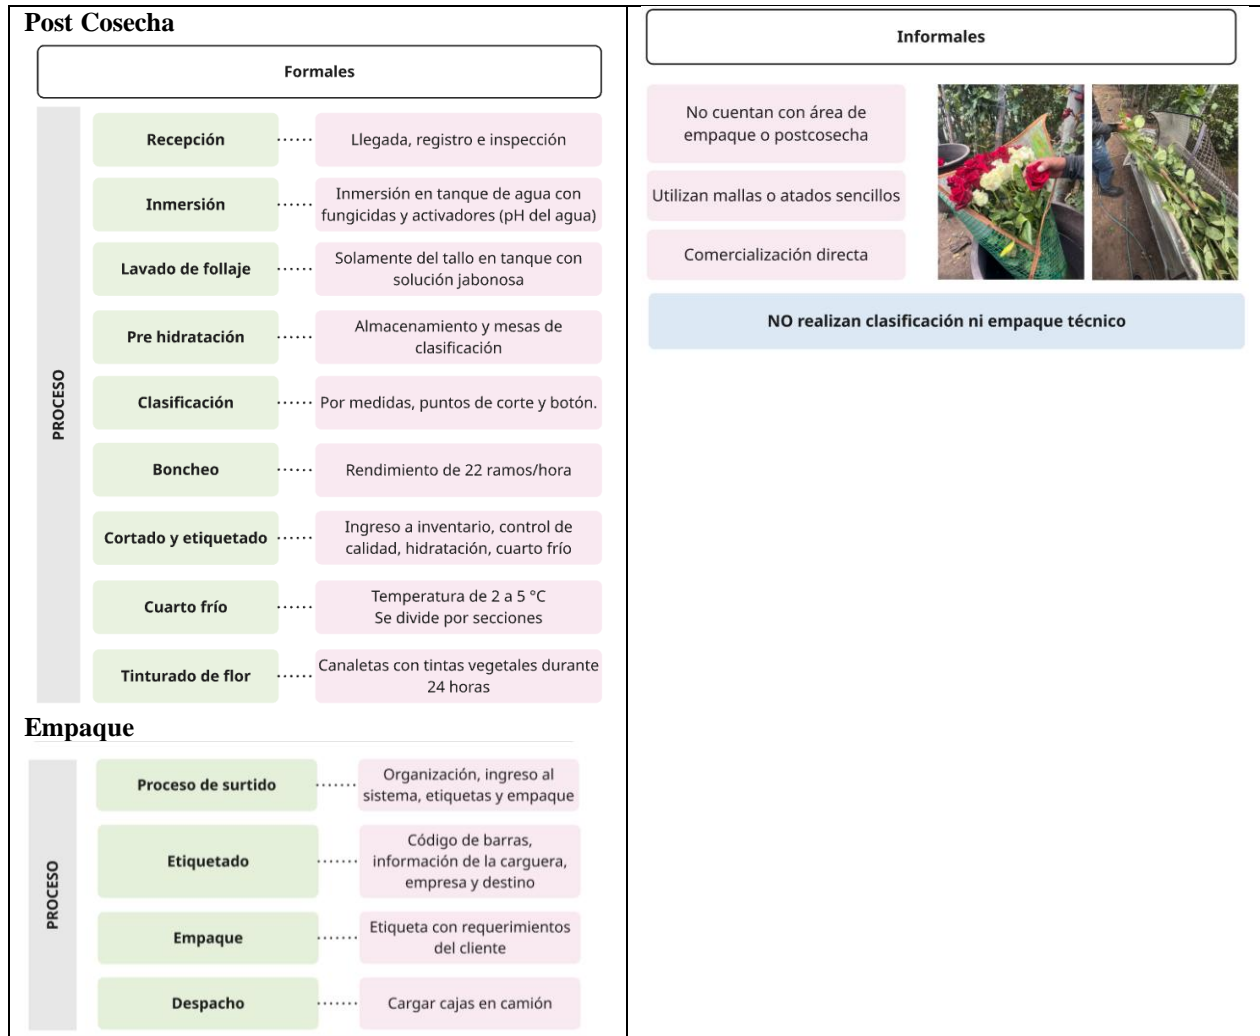 Post Cosecha
Formales
PROCESO
Recepción
Llegada, registro e inspección
Inmersión
Inmersión en tanque de agua con
fungicidas y activadores (pH del agua)
Lavado de follaje
Solamente del tallo en tanque con
solución jabonosa
Pre hidratación
Almacenamiento y mesas de
clasificación
Clasificación
Por medidas, puntos de corte y botón.
Boncheo
Rendimiento de 22 ramos/hora
Cortado y etiquetado
Ingreso a inventario, control de
calidad, hidratación, cuarto frío
Cuarto frío
Temperatura de 2 a 5 °C
Se divide por secciones
Tinturado de flor
Canaletas con tintas vegetales durante
24 horas
Empaque
PROCESO
Proceso de surtido
Organización, ingreso al
sistema, etiquetas y empaque
Etiquetado
Código de barras,
información de la carguera,
empresa y destino
Empaque
Etiqueta con requerimientos
del cliente
Despacho
Cargar cajas en camión
Informales
No cuentan con área de
empaque o postcosecha
Utilizan mallas o atados sencillos
Comercialización directa
NO realizan clasificación ni empaque técnico